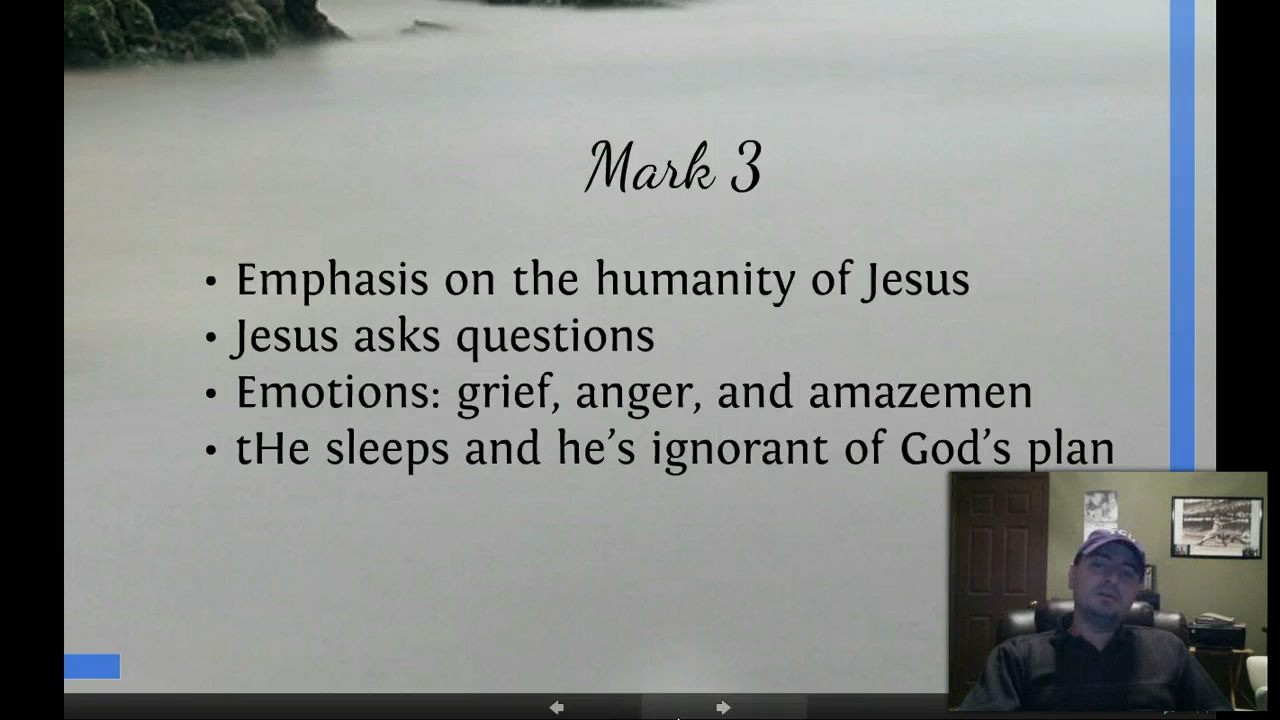 Mark 3
• Emphasis on the humanity of Jesus
• Jesus asks questions
• Emotions: grief, anger, and amazemen
• tHe sleeps and he’s ignorant of God’s plan